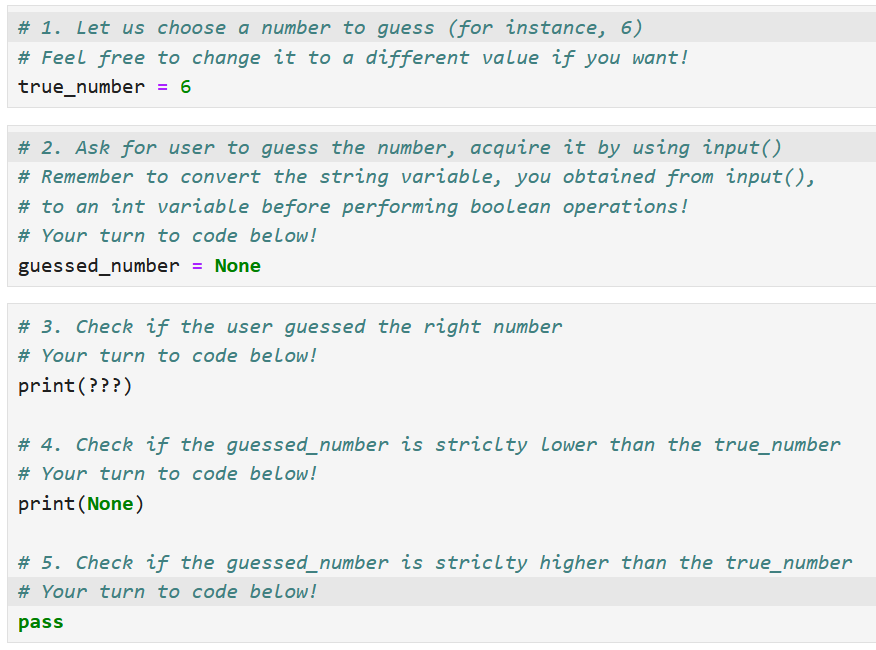 # 1. Let us choose a number to guess (for instance, 6)
# Feel free to change it to a different value if you want!
true_number = 6
# 2. Ask for user to guess the number, acquire it by using input()
# Remember to convert the string variable, you obtained from input(),
# to an int variable before performing boolean operations!
# Your turn to code below!
guessed_number = None
# 3. Check if the user guessed the right number
# Your turn to code below!
print(???)
# 4. Check if the guessed_number is striclty lower than the true_number
# Your turn to code below!
print(None)
# 5. Check if the guessed_number is striclty higher than the true_number
# Your turn to code below!
pass